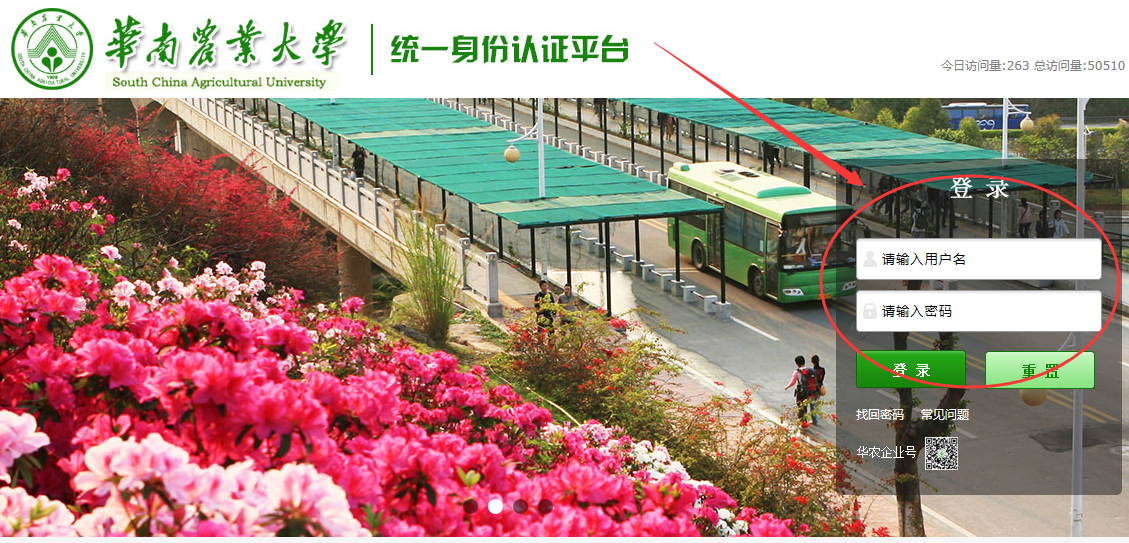 華南農業大學
South China Agricultural University
统一身份认证平台
今日访问量:263 总访问量:50510
登 录
请输入用户名
请输入密码
登 录
重 置
找回密码 常见问题
华农企业号